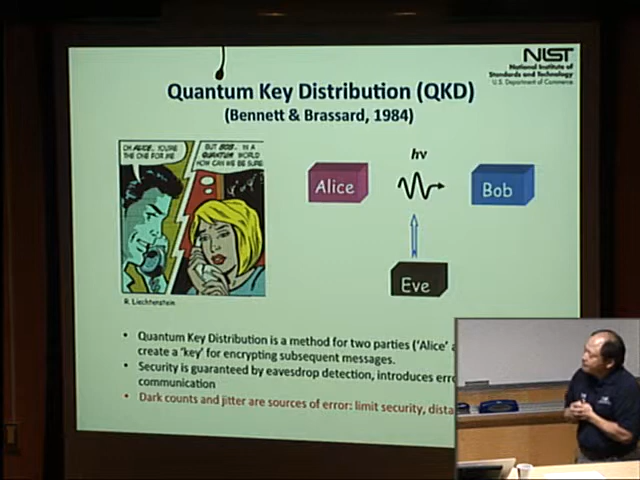 NIST
National Institute of
Standards and Technology
U.S. Department of Commerce
Quantum Key Distribution (QKD)
(Bennett & Brassard, 1984)
OH ALICE, YOU'RE
THE ONE FOR ME
BUT BOB, IN A
QUANTUM WORLD
HOW CAN WE BE SURE
hν
Alice
Bob
Eve
R. Liechtenstein
• Quantum Key Distribution is a method for two parties ('Alice'
create a 'key' for encrypting subsequent messages.
• Security is guaranteed by eavesdrop detection, introduces
communication
• Dark counts and jitter are sources of error: limit security,